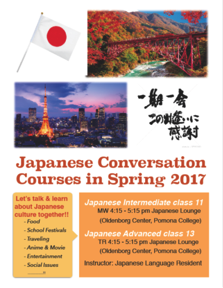 一期一会
この出逢いに
感謝
Japanese Conversation
Courses in Spring 2017
Let's talk & learn
about Japanese
culture together!!
- Food
- School Festivals
- Traveling
- Anime & Movie
- Entertainment
- Social Issues
Japanese Intermediate class 11
MW 4:15 - 5:15 pm Japanese Lounge
(Oldenborg Center, Pomona College)
Japanese Advanced class 13
TR 4:15 - 5:15 pm Japanese Lounge
(Oldenborg Center, Pomona College)
Instructor: Japanese Language Resident